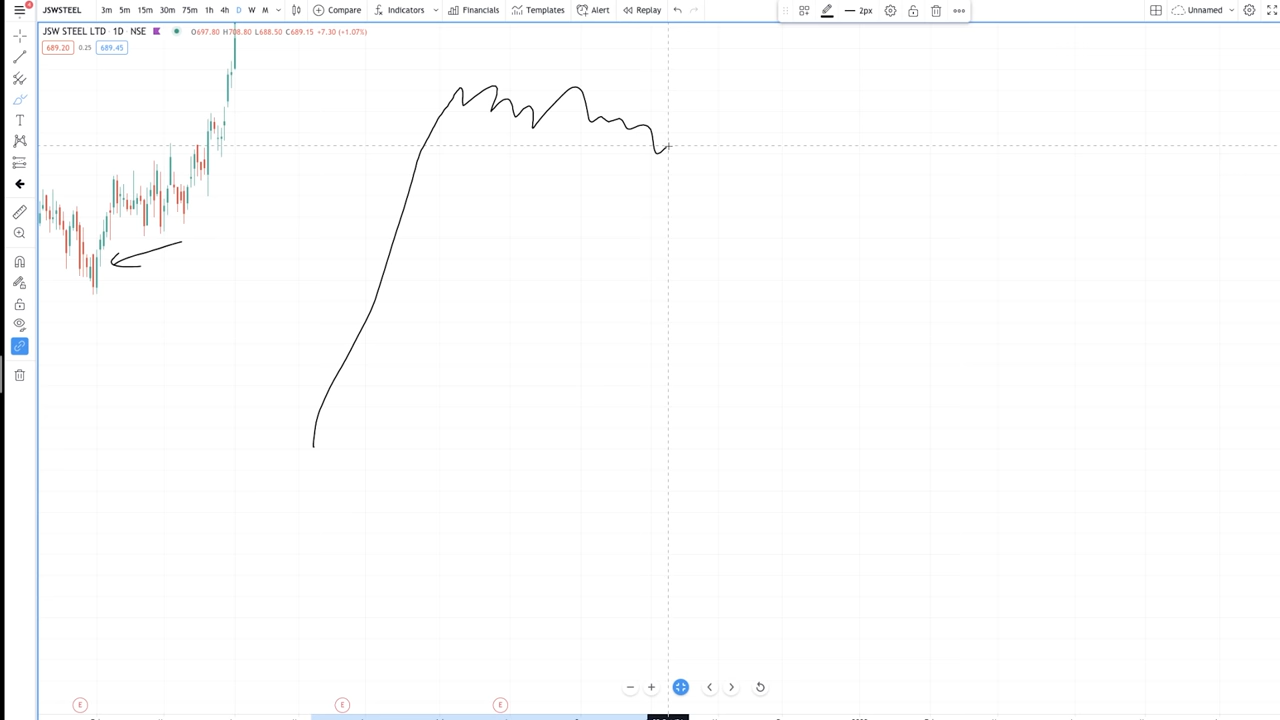 JSWSTEEL 3m 5m 15m 30m 75m 1h 4h D W M Compare Indicators Financials Templates Alert Replay 2px Unnamed
JSW STEEL LTD · 1D · NSE O697.80 H708.80 L688.50 C689.15 +7.30 (+1.07%)
689.20 0.25 689.45
E E E